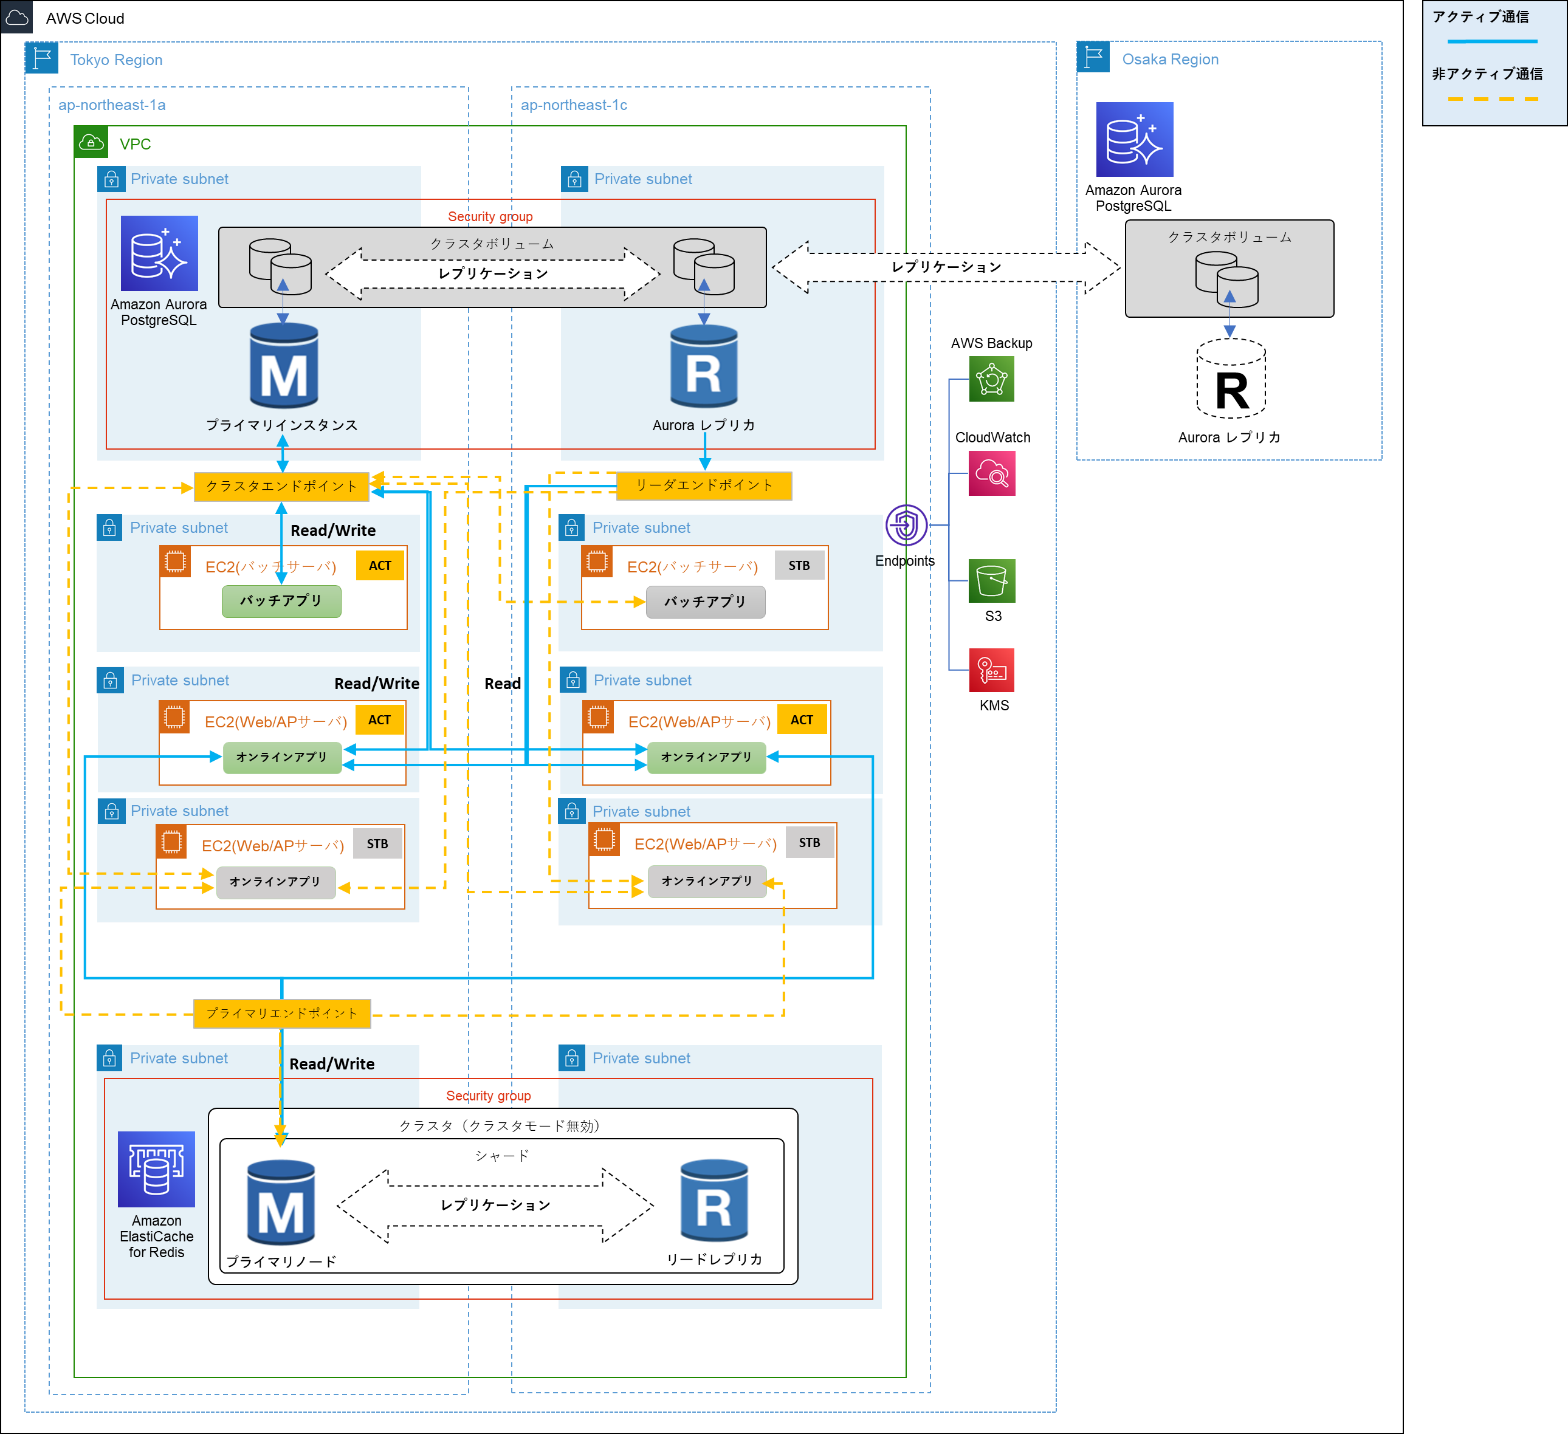 AWS Cloud
アクティブ通信
非アクティブ通信
Tokyo Region
Osaka Region
ap-northeast-1a
ap-northeast-1c
VPC
Private subnet
Private subnet
Security group
クラスタボリューム
レプリケーション
Amazon Aurora
PostgreSQL
M
プライマリインスタンス
R
Aurora レプリカ
レプリケーション
Amazon Aurora
PostgreSQL
クラスタボリューム
R
Aurora レプリカ
AWS Backup
CloudWatch
Endpoints
S3
KMS
クラスタエンドポイント
リーダエンドポイント
Private subnet
Read/Write
EC2(バッチサーバ)
ACT
バッチアプリ
Private subnet
EC2(バッチサーバ)
STB
バッチアプリ
Private subnet
Read/Write
Read
EC2(Web/APサーバ)
ACT
オンラインアプリ
Private subnet
EC2(Web/APサーバ)
ACT
オンラインアプリ
Private subnet
EC2(Web/APサーバ)
STB
オンラインアプリ
Private subnet
EC2(Web/APサーバ)
STB
オンラインアプリ
プライマリエンドポイント
Private subnet
Read/Write
Private subnet
Security group
クラスタ（クラスタモード無効）
シャード
レプリケーション
Amazon
ElastiCache
for Redis
M
プライマリノード
R
リードレプリカ